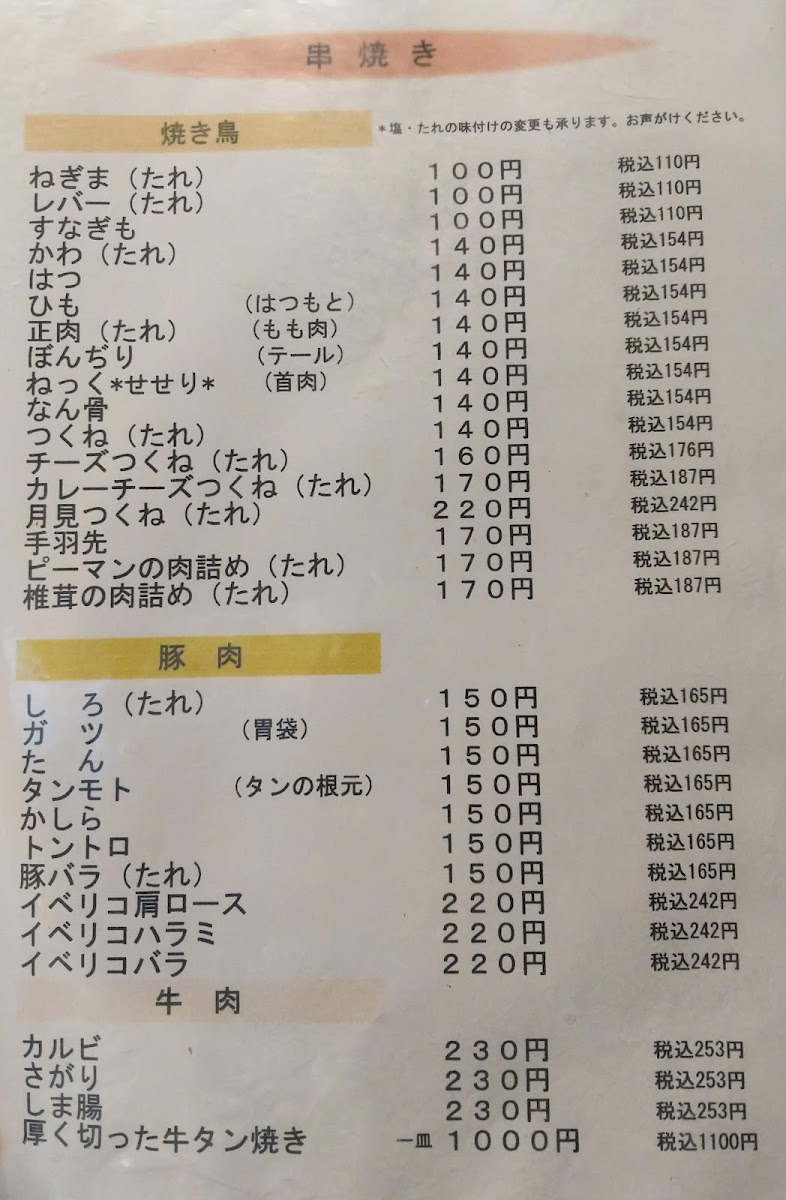 串焼き
焼き鳥 *塩・たれの味付けの変更も承ります。お声がけください。
ねぎま（たれ） １００円 税込110円
レバー（たれ） １００円 税込110円
すなぎも １００円 税込110円
かわ（たれ） １４０円 税込154円
はつ １４０円 税込154円
ひも （はつもと） １４０円 税込154円
正肉（たれ） （もも肉） １４０円 税込154円
ぼんぢり （テール） １４０円 税込154円
ねっく*せせり* （首肉） １４０円 税込154円
なん骨 １４０円 税込154円
つくね（たれ） １４０円 税込154円
チーズつくね（たれ） １６０円 税込176円
カレーチーズつくね（たれ） １７０円 税込187円
月見つくね（たれ） ２２０円 税込242円
手羽先 １７０円 税込187円
ピーマンの肉詰め（たれ） １７０円 税込187円
椎茸の肉詰め（たれ） １７０円 税込187円
豚肉
し　ろ（たれ） １５０円 税込165円
ガ　ツ （胃袋） １５０円 税込165円
た　ん １５０円 税込165円
タンモト （タンの根元） １５０円 税込165円
かしら １５０円 税込165円
トントロ １５０円 税込165円
豚バラ（たれ） １５０円 税込165円
イベリコ肩ロース ２２０円 税込242円
イベリコハラミ ２２０円 税込242円
イベリコバラ ２２０円 税込242円
牛肉
カルビ ２３０円 税込253円
さがり ２３０円 税込253円
しま腸 ２３０円 税込253円
厚く切った牛タン焼き 一皿 １０００円 税込1100円